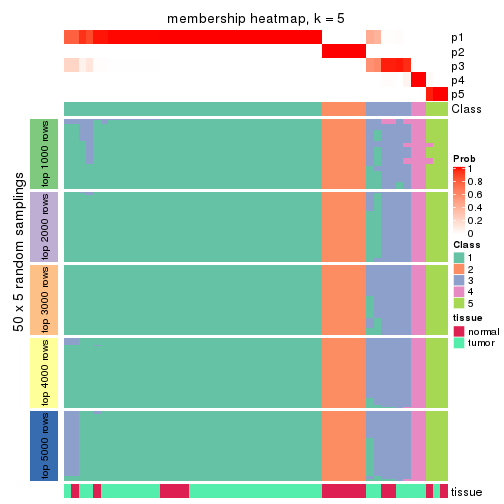 membership heatmap, k = 5
p1
p2
p3
p4
p5
Class
50 x 5 random samplings
top 1000 rows
top 2000 rows
top 3000 rows
top 4000 rows
top 5000 rows
Prob
1
0.8
0.6
0.4
0.2
0
Class
1
2
3
4
5
tissue
normal
tumor
tissue